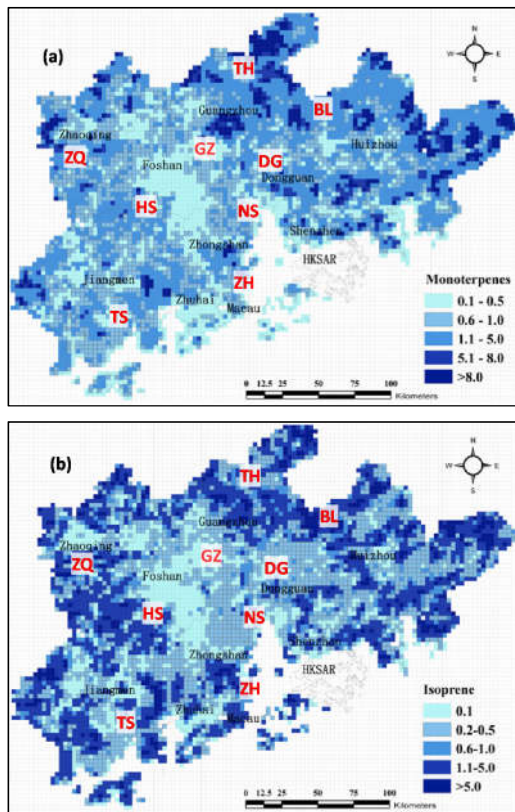 (a)
N
W E
S
TH
Guangzhou
BL
Zhaoqing
GZ
Huizhou
ZQ
Foshan
DG
Dongguan
HS
NS
Shenzhen
Zhongshan
HKSAR
Jiangmen
ZH
Zhuhai
Macau
TS
Monoterpenes
0.1 - 0.5
0.6 - 1.0
1.1 - 5.0
5.1 - 8.0
>8.0
0 12.5 25 50 75 100
Kilometers
(b)
N
W E
S
TH
BL
Guangzhou
Zhaoqing
GZ
Huizhou
ZQ
Foshan
DG
Dongguan
HS
NS
Shenzhen
Zhongshan
HKSAR
Jiangmen
ZH
Zhuhai
Macau
TS
Isoprene
0.1
0.2-0.5
0.6-1.0
1.1-5.0
>5.0
0 12.5 25 50 75 100
Kilometers